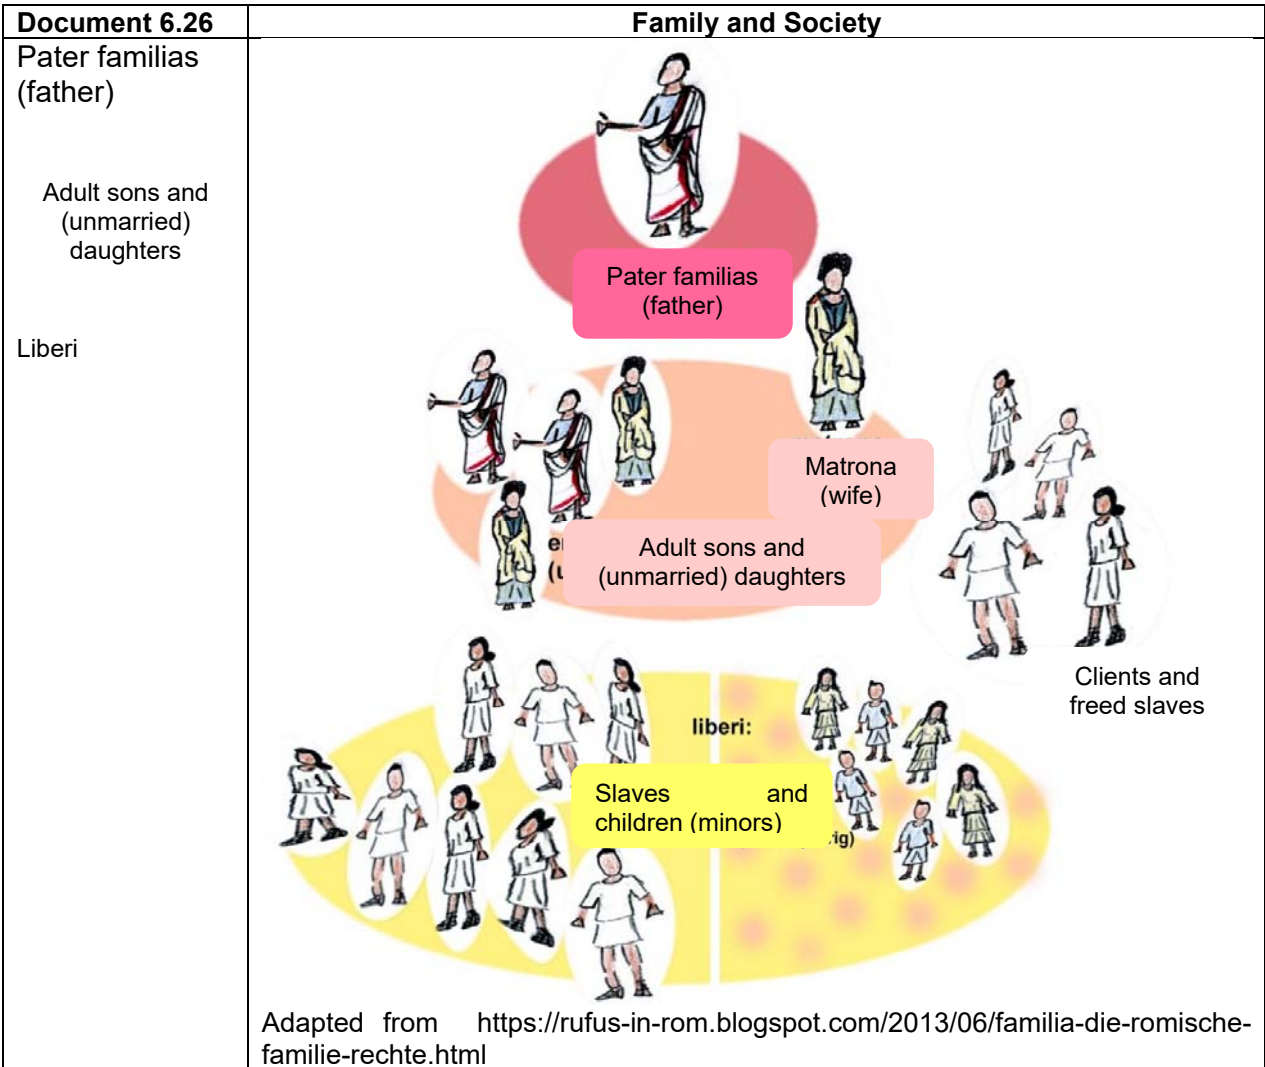 Document 6.26
Family and Society
Pater familias
(father)
Adult sons and
(unmarried)
daughters
Liberi
Pater familias
(father)
Matrona
(wife)
Adult sons and
(unmarried) daughters
Clients and
freed slaves
liberi:
Slaves and
children (minors)
Adapted from https://rufus-in-rom.blogspot.com/2013/06/familia-die-romische-
familie-rechte.html